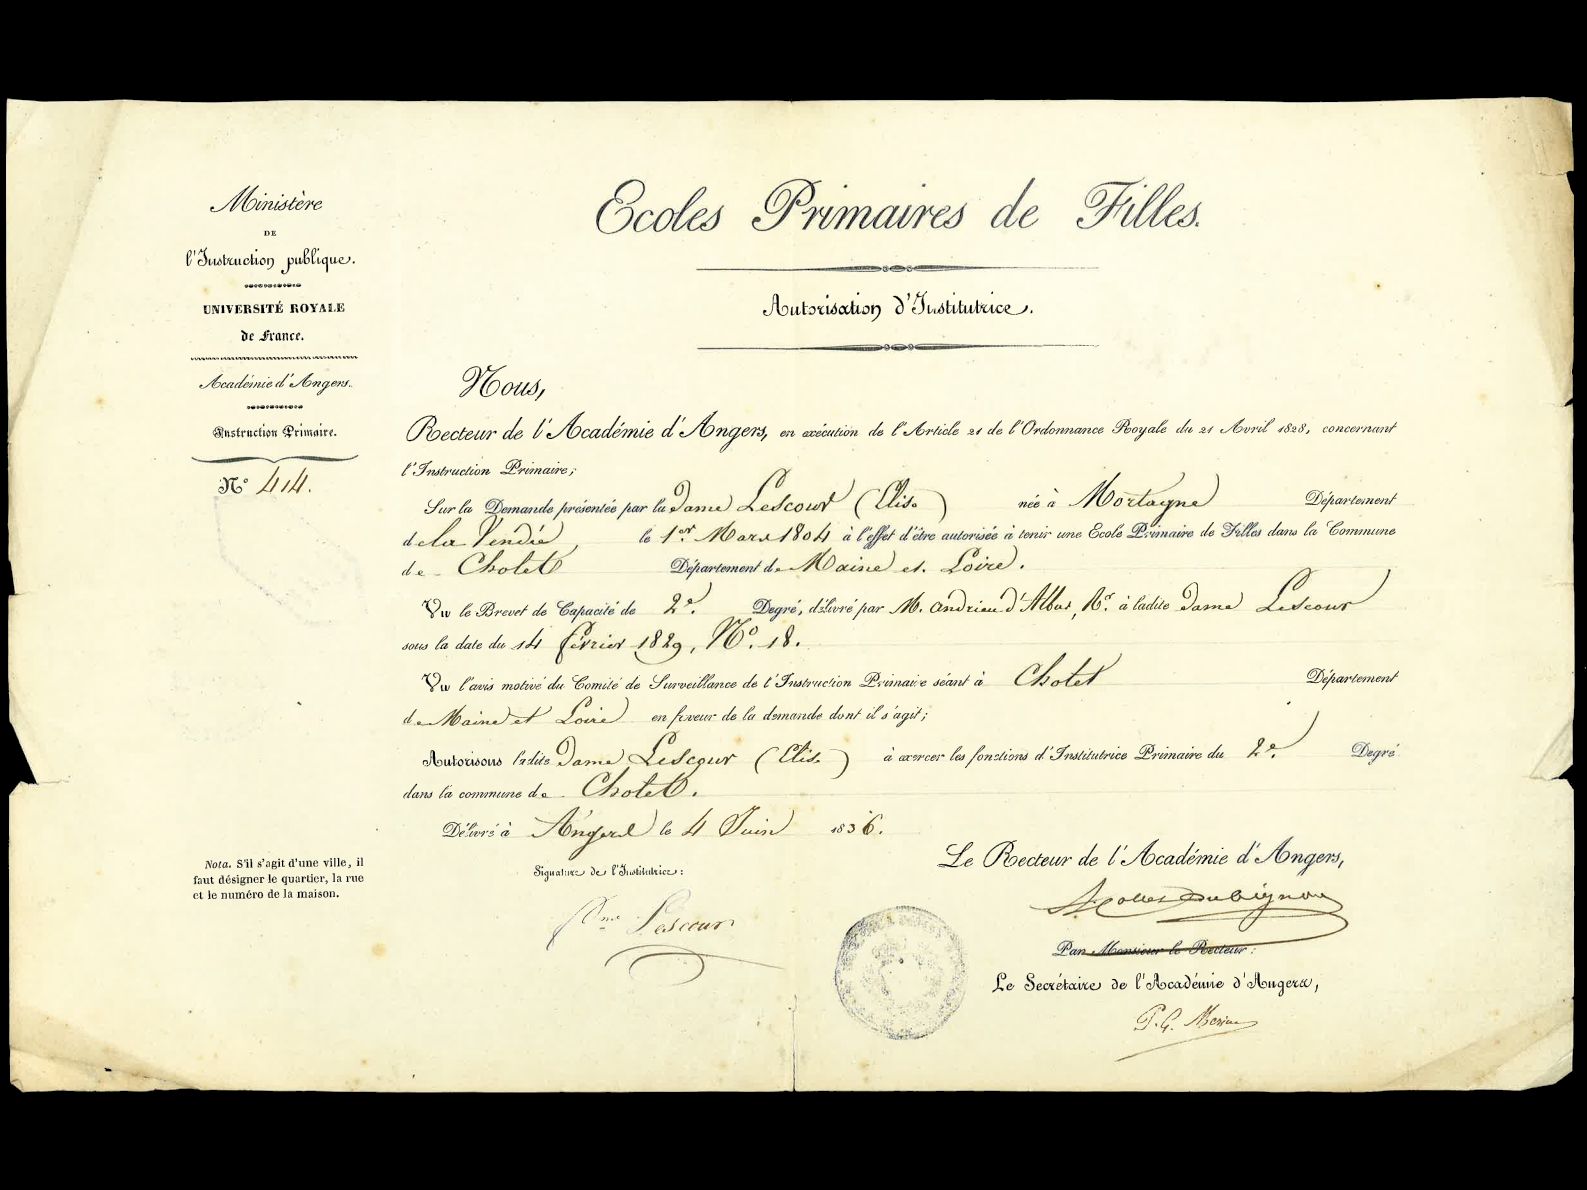 Ministère
DE
l'Instruction publique.
UNIVERSITÉ ROYALE
de France.
Académie d'Angers.
Instruction Primaire.
N° 414.
Nota. S'il s'agit d'une ville, il
faut désigner le quartier, la rue
et le numéro de la maison.
Ecoles Primaires de Filles.
Autorisation d'Institutrice.
Nous,
Recteur de l'Académie d'Angers, en exécution de l'Article 21 de l'Ordonnance Royale du 21 Avril 1828, concernant
l'Instruction Primaire;
Sur la Demande présentée par la Dame Lescour (Elise) née à Mortagne Département
de la Vendée, le 1er Mars 1804 à l'effet d'être autorisée à tenir une Ecole Primaire de Filles dans la Commune
de Cholet Département de Maine et Loire.
Vu le Brevet de Capacité de 2e. Degré, délivré par M. andrieu d'Albas, Rr. à ladite Dame Lescour
sous la date du 14 février 1829, N°. 18.
Vu l'avis motivé du Comité de Surveillance de l'Instruction Primaire séant à Cholet Département
de Maine et Loire en faveur de la demande dont il s'agit;
Autorisons ladite Dame Lescour (Elise) à exercer les fonctions d'Institutrice Primaire du 2e. Degré
dans la commune de Cholet.
Délivré à Angers le 4 Juin 1836.
Signature de l'Institutrice:
Lescour
Le Recteur de l'Académie d'Angers,
Par Monsieur le Recteur:
Le Secrétaire de l'Académie d'Angers,